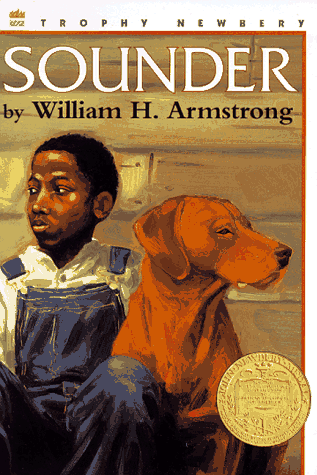 TROPHY NEWBERY
SOUNDER
by William H. Armstrong